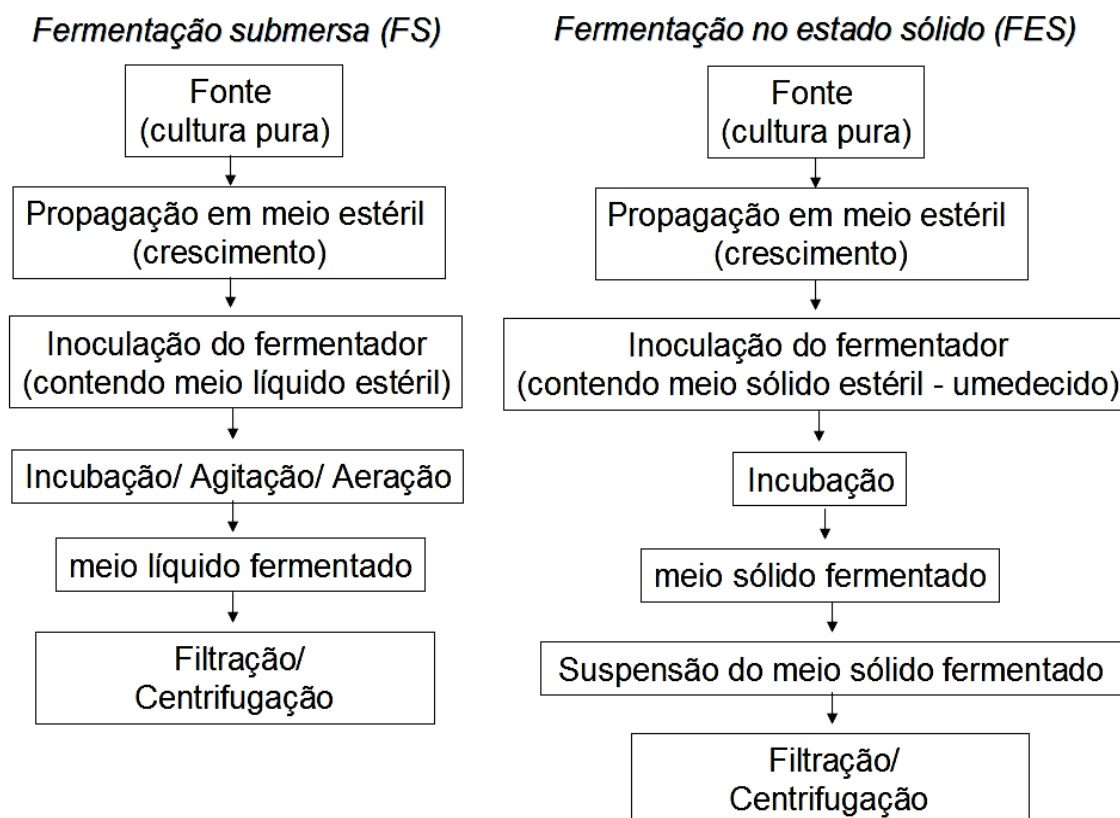 Fermentação submersa (FS)
Fonte
(cultura pura)
Propagação em meio estéril
(crescimento)
Inoculação do fermentador
(contendo meio líquido estéril)
Incubação/ Agitação/ Aeração
meio líquido fermentado
Filtração/
Centrifugação
Fermentação no estado sólido (FES)
Fonte
(cultura pura)
Propagação em meio estéril
(crescimento)
Inoculação do fermentador
(contendo meio sólido estéril - umedecido)
Incubação
meio sólido fermentado
Suspensão do meio sólido fermentado
Filtração/
Centrifugação